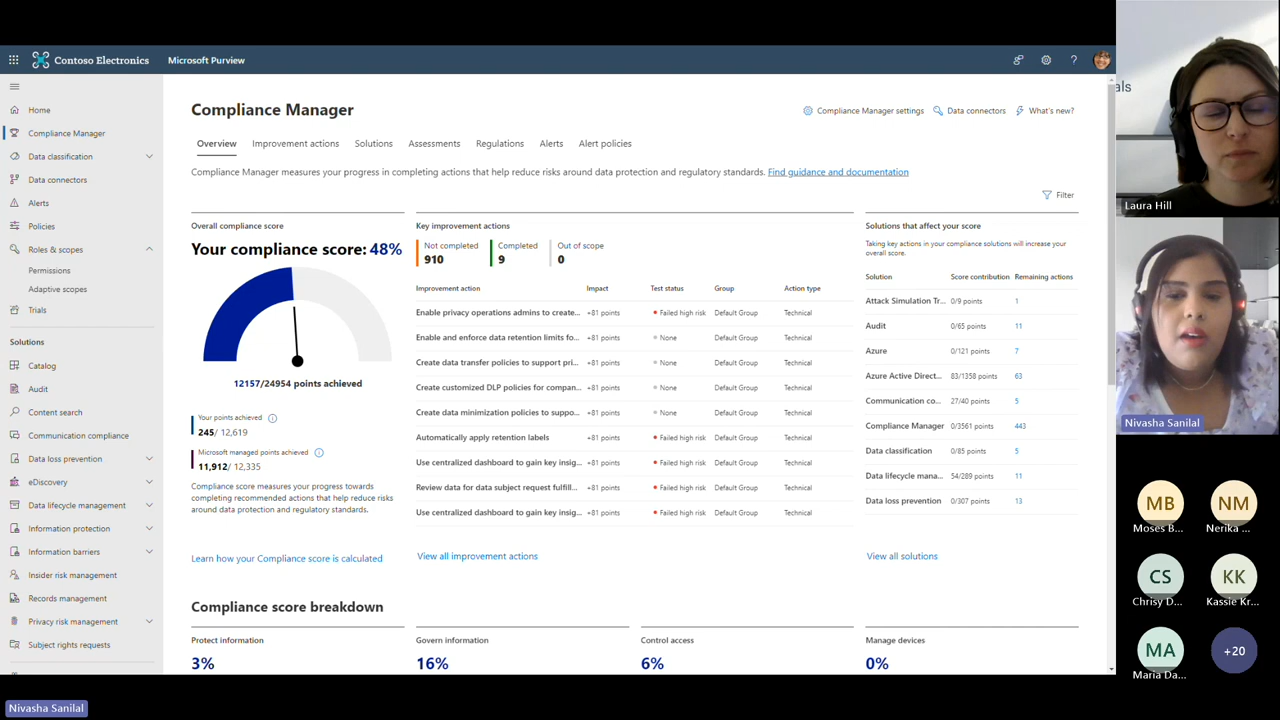 Contoso Electronics
Microsoft Purview
Home
Compliance Manager
Data classification
Data connectors
Alerts
Policies
Roles & scopes
Permissions
Adaptive scopes
Trials
Solutions
Catalog
Audit
Content search
Communication compliance
Data loss prevention
eDiscovery
Data lifecycle management
Information protection
Information barriers
Insider risk management
Records management
Privacy risk management
Subject rights requests
Compliance Manager
Compliance Manager settings
Data connectors
What's new?
Overview Improvement actions Solutions Assessments Regulations Alerts Alert policies
Compliance Manager measures your progress in completing actions that help reduce risks around data protection and regulatory standards. Find guidance and documentation
Filter
Overall compliance score
Your compliance score: 48%
12157/24954 points achieved
Your points achieved
245/ 12,619
Microsoft managed points achieved
11,912/ 12,335
Compliance score measures your progress towards
completing recommended actions that help reduce risks
around data protection and regulatory standards.
Learn how your Compliance score is calculated
Key improvement actions
Not completed Completed Out of scope
910 9 0
Improvement action Impact Test status Group Action type
Enable privacy operations admins to create... +81 points Failed high risk Default Group Technical
Enable and enforce data retention limits fo... +81 points None Default Group Technical
Create data transfer policies to support pri... +81 points None Default Group Technical
Create customized DLP policies for compan... +81 points None Default Group Technical
Create data minimization policies to suppo... +81 points None Default Group Technical
Automatically apply retention labels +81 points Failed high risk Default Group Technical
Use centralized dashboard to gain key insig... +81 points Failed high risk Default Group Technical
Review data for data subject request fulfill... +81 points Failed high risk Default Group Technical
Use centralized dashboard to gain key insig... +81 points Failed high risk Default Group Technical
View all improvement actions
Solutions that affect your score
Taking key actions in your compliance solutions will increase your
overall score.
Solution Score contribution Remaining actions
Attack Simulation Tr... 0/9 points 1
Audit 0/65 points 11
Azure 0/121 points 7
Azure Active Direct... 83/1358 points 63
Communication co... 27/40 points 5
Compliance Manager 0/3561 points 443
Data classification 0/85 points 5
Data lifecycle mana... 54/289 points 11
Data loss prevention 0/307 points 13
View all solutions
Compliance score breakdown
Protect information Govern information Control access Manage devices
3% 16% 6% 0%
als
Laura Hill
Nivasha Sanilal
MB NM
Moses B... Nerika ...
CS KK
Chrisy D... Kassie Kr...
MA +20
Maria Da...
Nivasha Sanilal